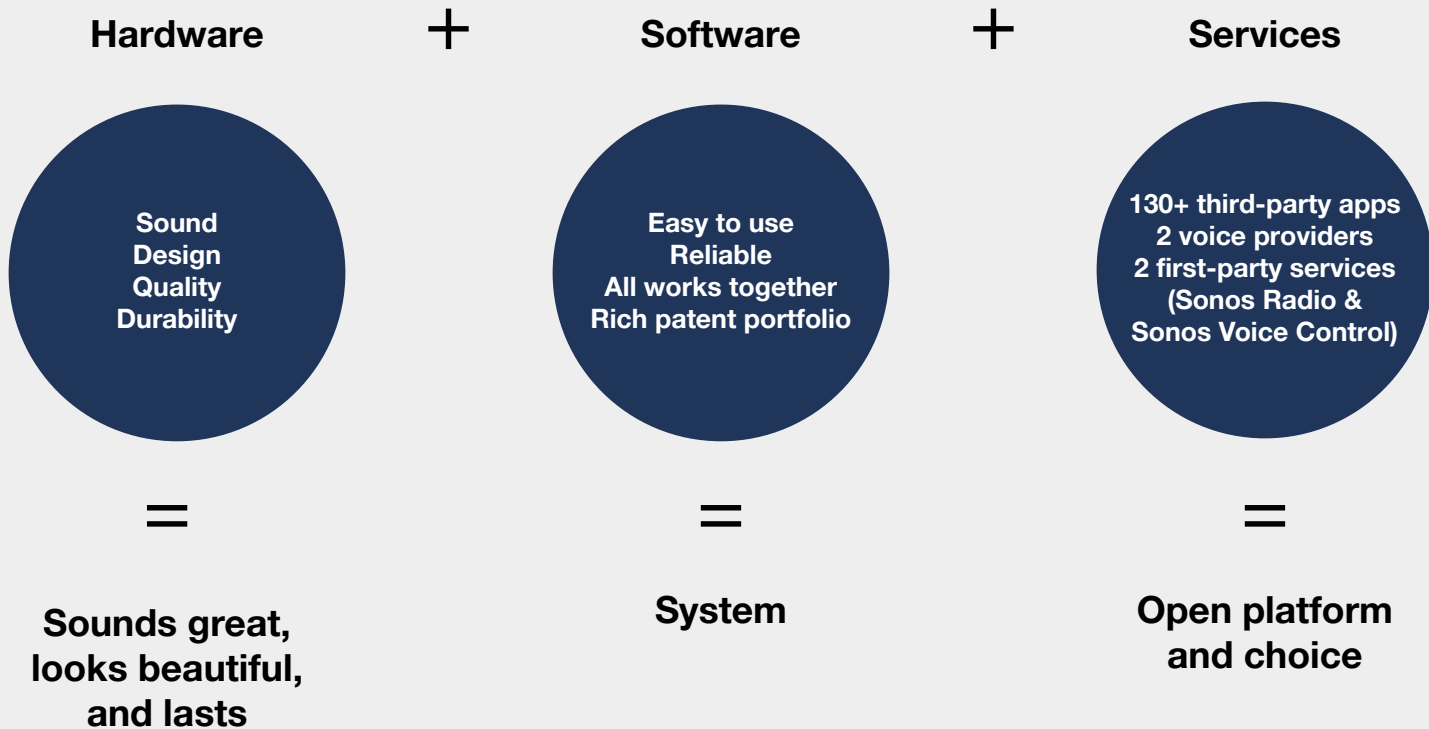 Hardware
+
Software
+
Services
Sound
Design
Quality
Durability
Easy to use
Reliable
All works together
Rich patent portfolio
130+ third-party apps
2 voice providers
2 first-party services
(Sonos Radio &
Sonos Voice Control)
=
=
=
Sounds great,
looks beautiful,
and lasts
System
Open platform
and choice